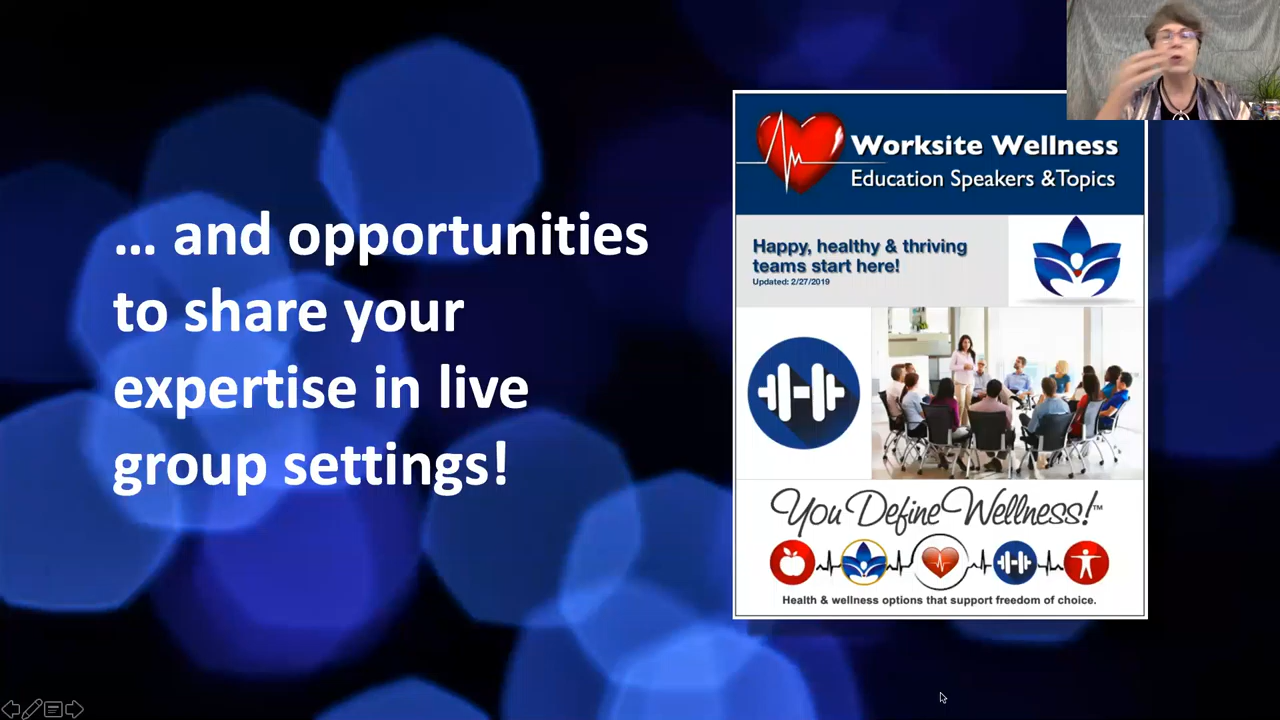 ... and opportunities
to share your
expertise in live
group settings!
Worksite Wellness
Education Speakers &Topics
Happy, healthy & thriving
teams start here!
Updated: 2/27/2019
You Define Wellness!™
Health & wellness options that support freedom of choice.